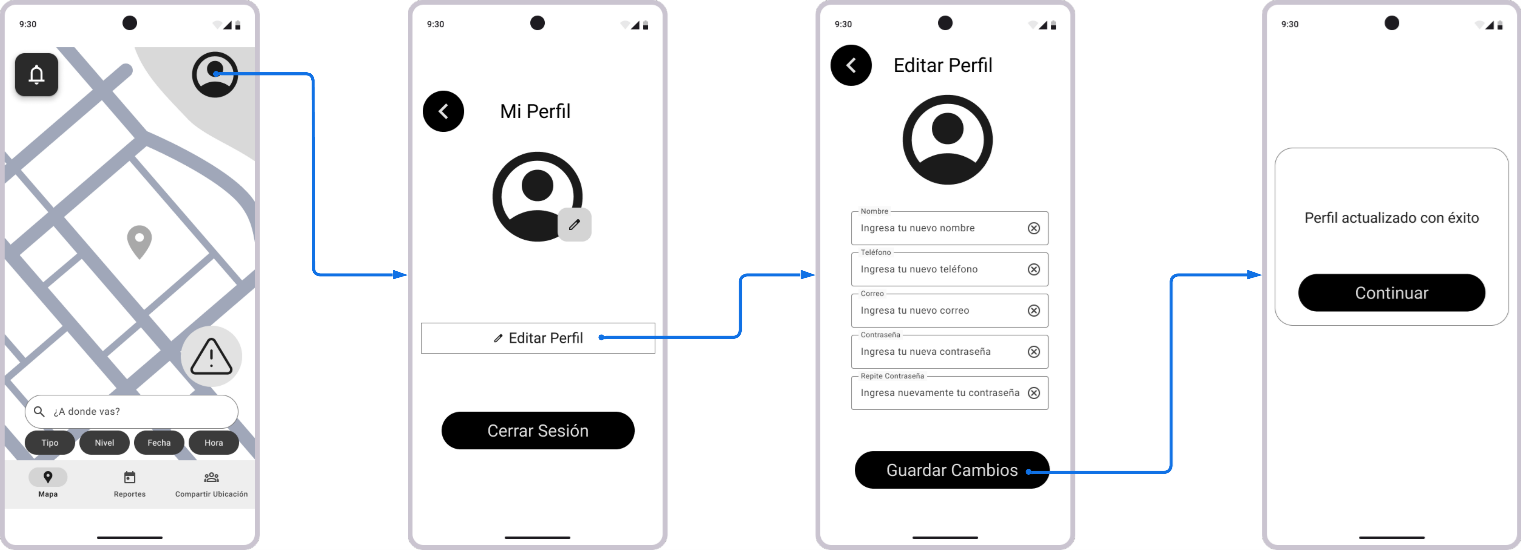 9:30
¿A donde vas?
Tipo
Nivel
Fecha
Hora
Mapa
Reportes
Compartir Ubicación
9:30
Mi Perfil
Editar Perfil
Cerrar Sesión
9:30
Editar Perfil
Nombre
Ingresa tu nuevo nombre
Teléfono
Ingresa tu nuevo teléfono
Correo
Ingresa tu nuevo correo
Contraseña
Ingresa tu nueva contraseña
Repite Contraseña
Ingresa nuevamente tu contraseña
Guardar Cambios
9:30
Perfil actualizado con éxito
Continuar